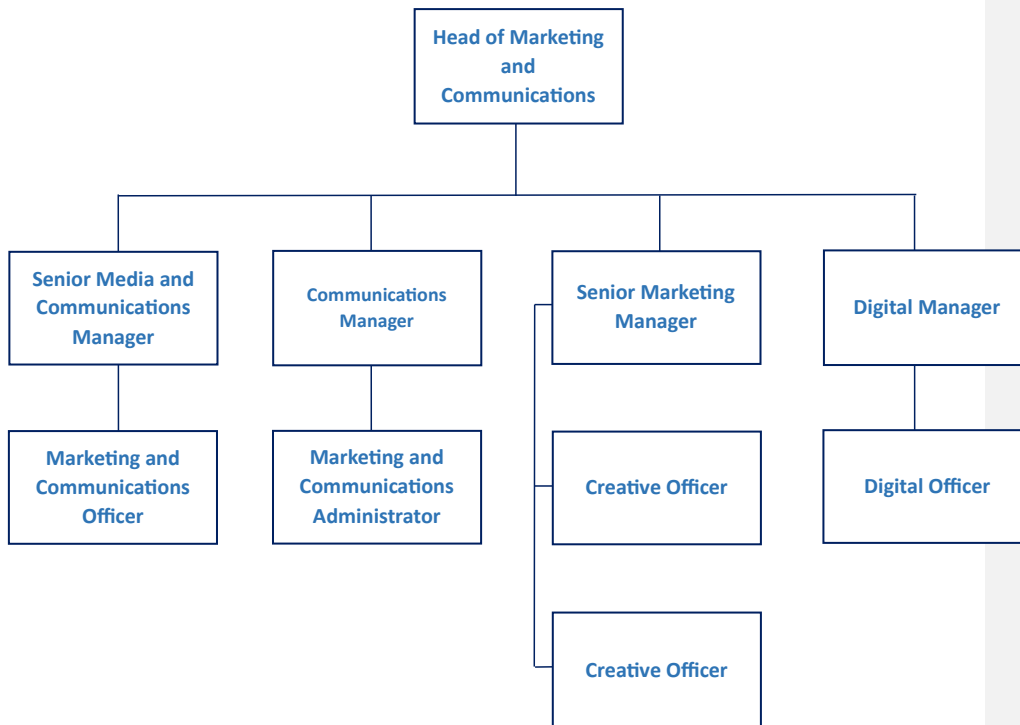 Head of Marketing
and
Communications
Senior Media and
Communications
Manager
Communications
Manager
Senior Marketing
Manager
Digital Manager
Marketing and
Communications
Officer
Marketing and
Communications
Administrator
Creative Officer
Digital Officer
Creative Officer